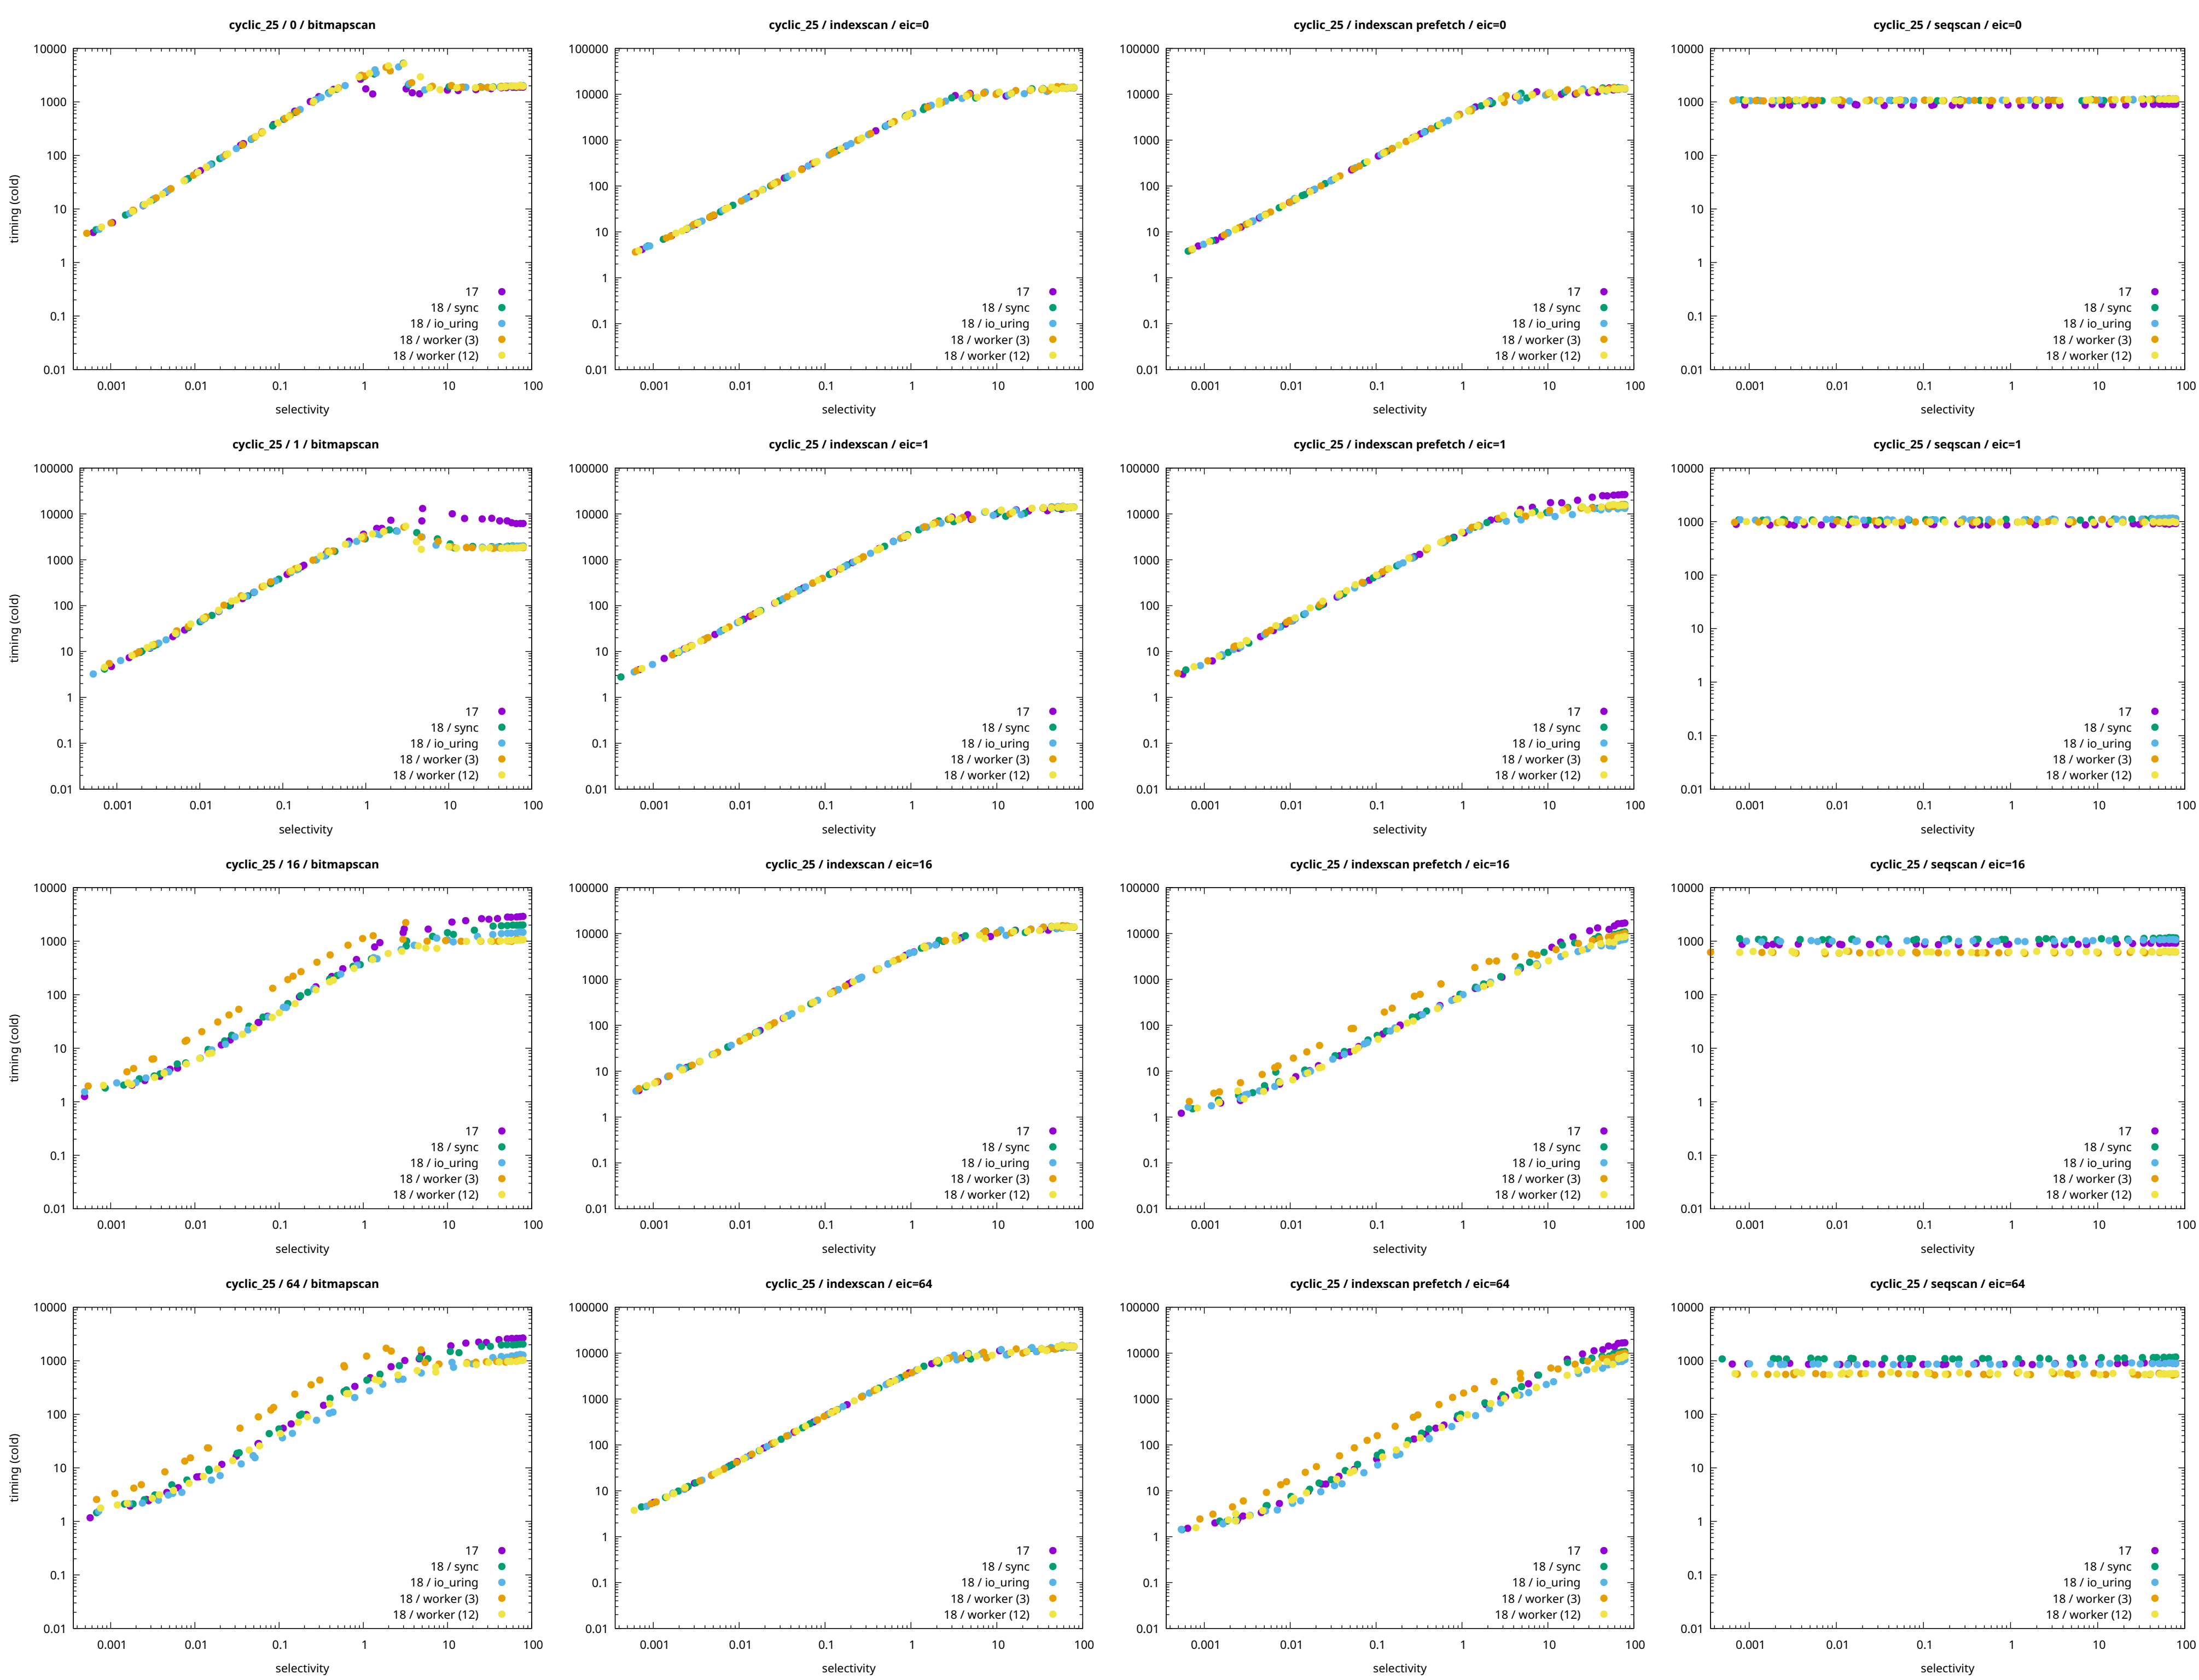 cyclic_25 / 0 / bitmapscan
timing (cold)
10000
1000
100
10
1
0.1
0.01
17
18 / sync
18 / io_uring
18 / worker (3)
18 / worker (12)
0.001 0.01 0.1 1 10 100
selectivity
cyclic_25 / indexscan / eic=0
100000
10000
1000
100
10
1
0.1
0.01
17
18 / sync
18 / io_uring
18 / worker (3)
18 / worker (12)
0.001 0.01 0.1 1 10 100
selectivity
cyclic_25 / indexscan prefetch / eic=0
100000
10000
1000
100
10
1
0.1
0.01
17
18 / sync
18 / io_uring
18 / worker (3)
18 / worker (12)
0.001 0.01 0.1 1 10 100
selectivity
cyclic_25 / seqscan / eic=0
10000
1000
100
10
1
0.1
0.01
17
18 / sync
18 / io_uring
18 / worker (3)
18 / worker (12)
0.001 0.01 0.1 1 10 100
selectivity
cyclic_25 / 1 / bitmapscan
timing (cold)
100000
10000
1000
100
10
1
0.1
0.01
17
18 / sync
18 / io_uring
18 / worker (3)
18 / worker (12)
0.001 0.01 0.1 1 10 100
selectivity
cyclic_25 / indexscan / eic=1
100000
10000
1000
100
10
1
0.1
0.01
17
18 / sync
18 / io_uring
18 / worker (3)
18 / worker (12)
0.001 0.01 0.1 1 10 100
selectivity
cyclic_25 / indexscan prefetch / eic=1
100000
10000
1000
100
10
1
0.1
0.01
17
18 / sync
18 / io_uring
18 / worker (3)
18 / worker (12)
0.001 0.01 0.1 1 10 100
selectivity
cyclic_25 / seqscan / eic=1
10000
1000
100
10
1
0.1
0.01
17
18 / sync
18 / io_uring
18 / worker (3)
18 / worker (12)
0.001 0.01 0.1 1 10 100
selectivity
cyclic_25 / 16 / bitmapscan
timing (cold)
10000
1000
100
10
1
0.1
0.01
17
18 / sync
18 / io_uring
18 / worker (3)
18 / worker (12)
0.001 0.01 0.1 1 10 100
selectivity
cyclic_25 / indexscan / eic=16
100000
10000
1000
100
10
1
0.1
0.01
17
18 / sync
18 / io_uring
18 / worker (3)
18 / worker (12)
0.001 0.01 0.1 1 10 100
selectivity
cyclic_25 / indexscan prefetch / eic=16
100000
10000
1000
100
10
1
0.1
0.01
17
18 / sync
18 / io_uring
18 / worker (3)
18 / worker (12)
0.001 0.01 0.1 1 10 100
selectivity
cyclic_25 / seqscan / eic=16
10000
1000
100
10
1
0.1
0.01
17
18 / sync
18 / io_uring
18 / worker (3)
18 / worker (12)
0.001 0.01 0.1 1 10 100
selectivity
cyclic_25 / 64 / bitmapscan
timing (cold)
10000
1000
100
10
1
0.1
0.01
17
18 / sync
18 / io_uring
18 / worker (3)
18 / worker (12)
0.001 0.01 0.1 1 10 100
selectivity
cyclic_25 / indexscan / eic=64
100000
10000
1000
100
10
1
0.1
0.01
17
18 / sync
18 / io_uring
18 / worker (3)
18 / worker (12)
0.001 0.01 0.1 1 10 100
selectivity
cyclic_25 / indexscan prefetch / eic=64
100000
10000
1000
100
10
1
0.1
0.01
17
18 / sync
18 / io_uring
18 / worker (3)
18 / worker (12)
0.001 0.01 0.1 1 10 100
selectivity
cyclic_25 / seqscan / eic=64
10000
1000
100
10
1
0.1
0.01
17
18 / sync
18 / io_uring
18 / worker (3)
18 / worker (12)
0.001 0.01 0.1 1 10 100
selectivity